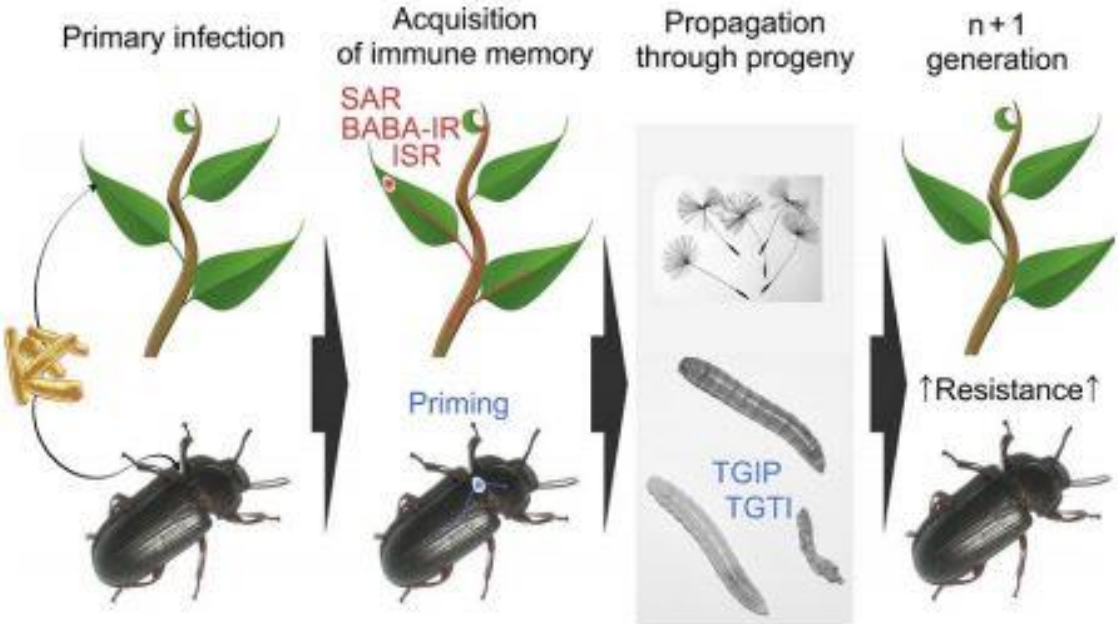 Primary infection
Acquisition
of immune memory
Propagation
through progeny
n + 1
generation
SAR
BABA-IR
ISR
Priming
TGIP
TGTI
↑Resistance↑